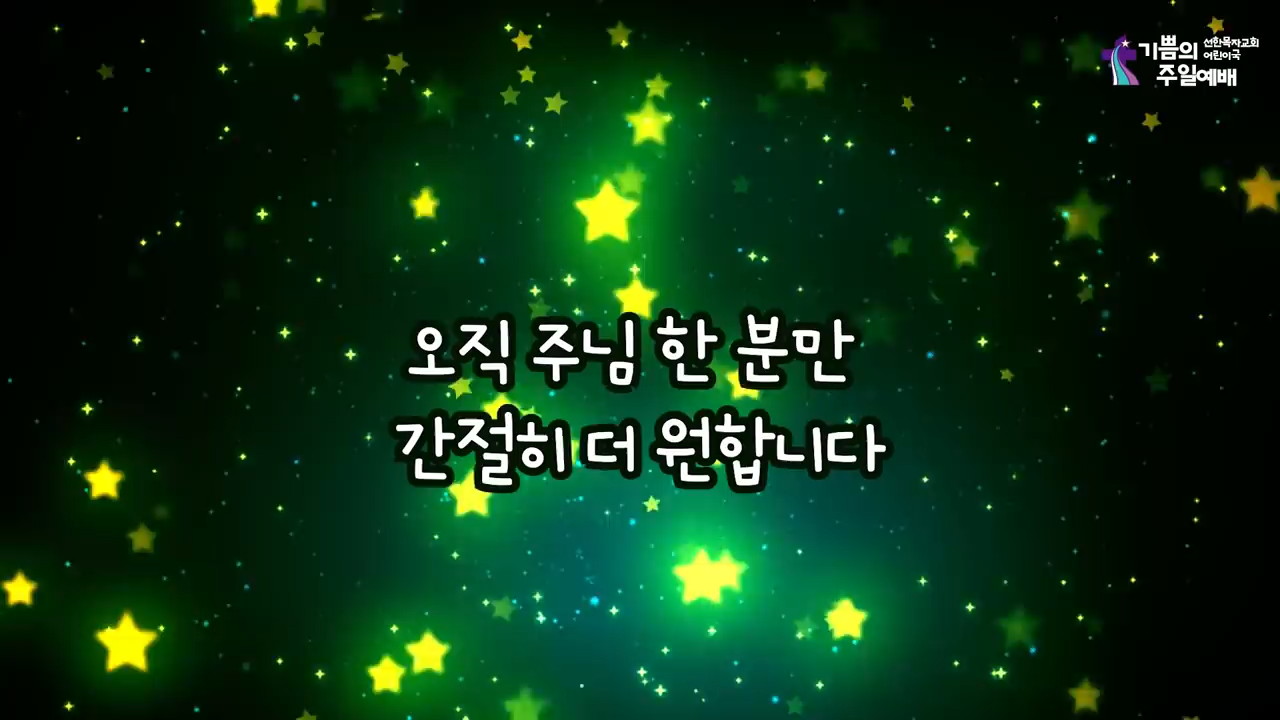 기쁨의 선한목자교회
어린이국
주일예배
오직 주님 한 분만
간절히 더 원합니다